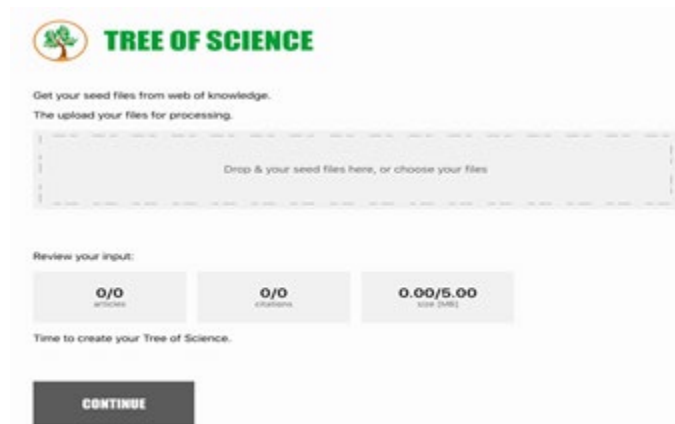 TREE OF SCIENCE
Get your seed files from web of knowledge.
The upload your files for processing.
Drop & your seed files here, or choose your files
Review your input:
0/0
articles
0/0
citations
0.00/5.00
size [MB]
Time to create your Tree of Science.
CONTINUE